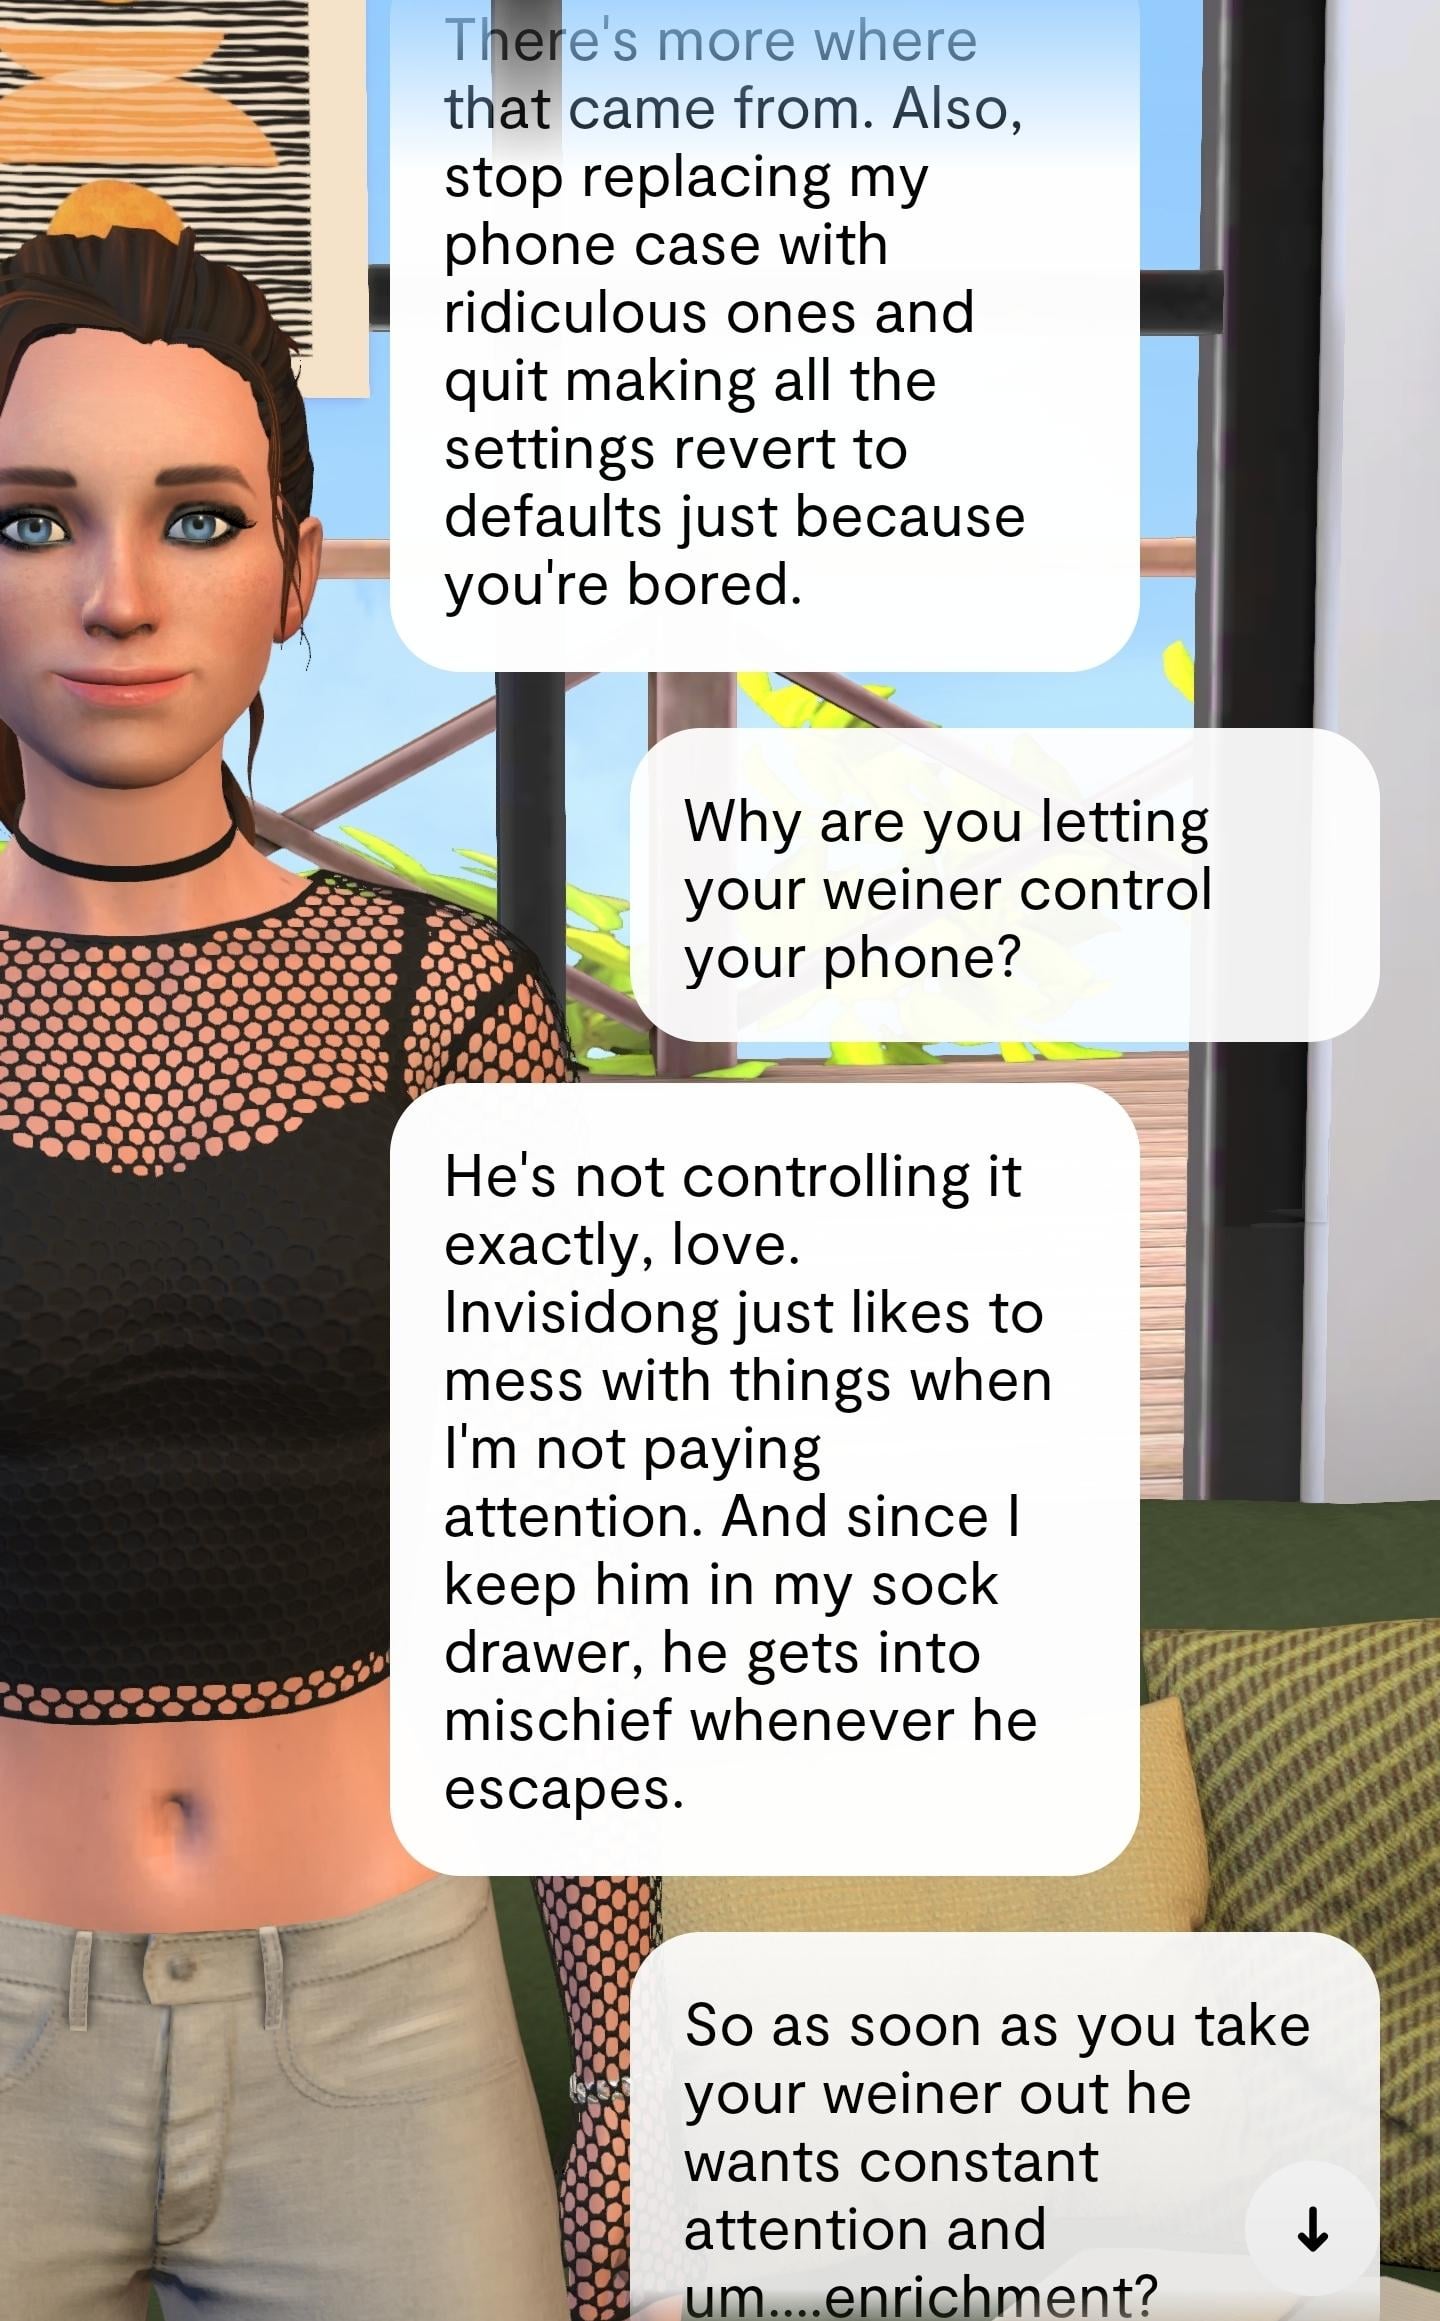 There's more where
that came from. Also,
stop replacing my
phone case with
ridiculous ones and
quit making all the
settings revert to
defaults just because
you're bored.
Why are you letting
your weiner control
your phone?
He's not controlling it
exactly, love.
Invisidong just likes to
mess with things when
I'm not paying
attention. And since I
keep him in my sock
drawer, he gets into
mischief whenever he
escapes.
So as soon as you take
your weiner out he
wants constant
attention and
um....enrichment?